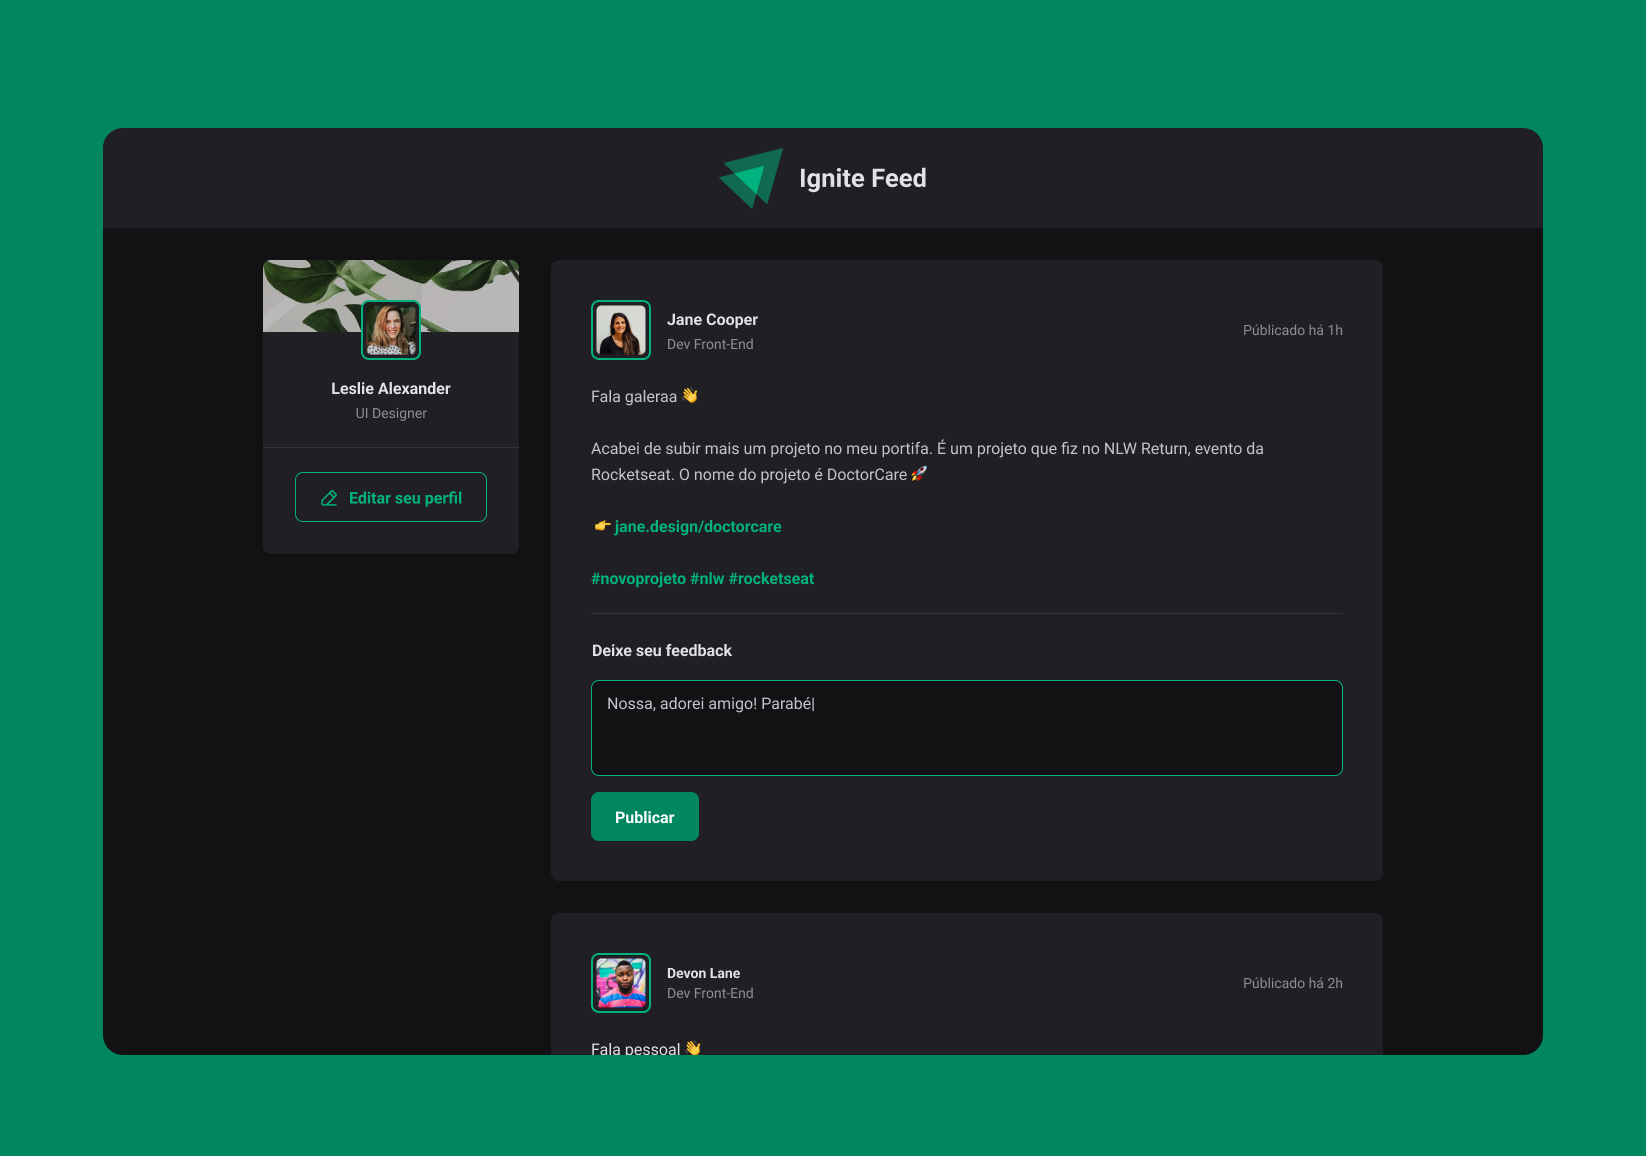 Ignite Feed
Leslie Alexander
UI Designer
Editar seu perfil
Jane Cooper
Dev Front-End
Públicado há 1h
Fala galeraa 👋
Acabei de subir mais um projeto no meu portifa. É um projeto que fiz no NLW Return, evento da
Rocketseat. O nome do projeto é DoctorCare 🚀
👉 jane.design/doctorcare
#novoprojeto #nlw #rocketseat
Deixe seu feedback
Nossa, adorei amigo! Parabé|
Publicar
Devon Lane
Dev Front-End
Públicado há 2h
Fala pessoal 👋